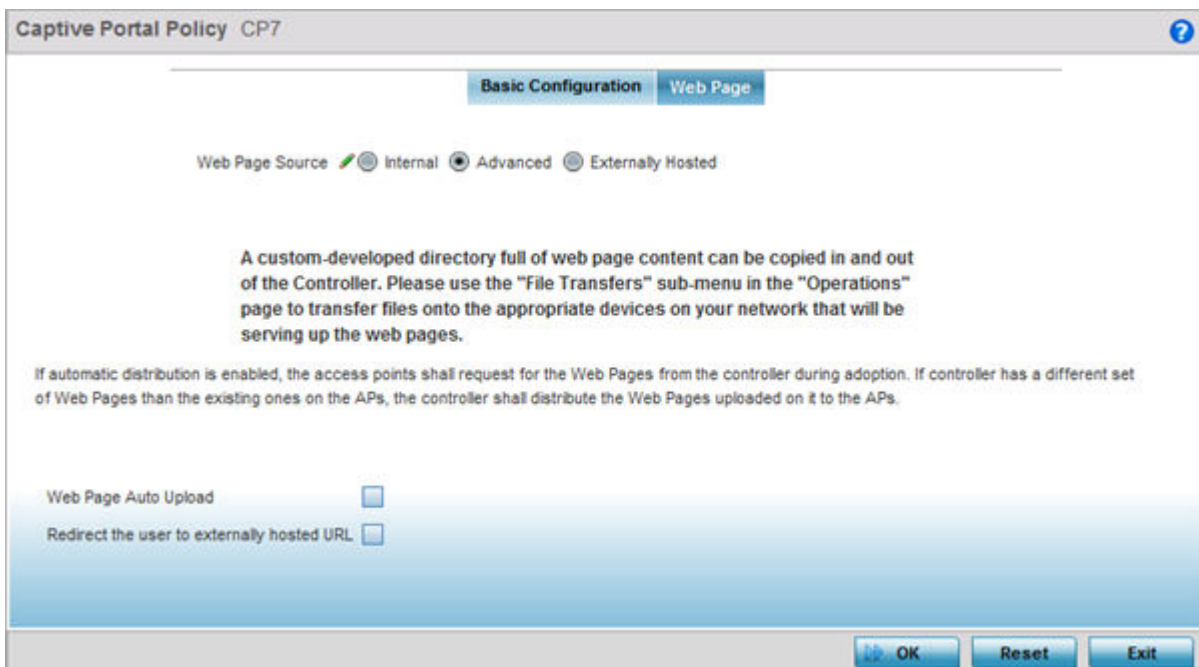 Captive Portal Policy CP7
Basic Configuration Web Page
Web Page Source Internal Advanced Externally Hosted
A custom-developed directory full of web page content can be copied in and out
of the Controller. Please use the "File Transfers" sub-menu in the "Operations"
page to transfer files onto the appropriate devices on your network that will be
serving up the web pages.
If automatic distribution is enabled, the access points shall request for the Web Pages from the controller during adoption. If controller has a different set
of Web Pages than the existing ones on the APs, the controller shall distribute the Web Pages uploaded on it to the APs.
Web Page Auto Upload
Redirect the user to externally hosted URL
OK Reset Exit